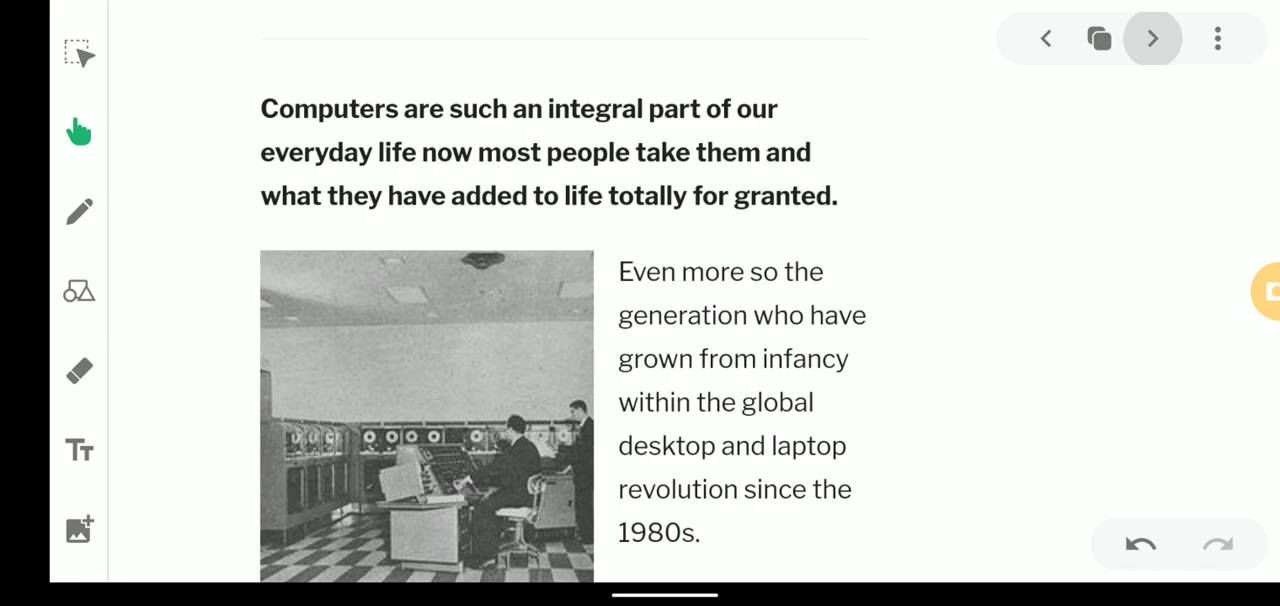 Computers are such an integral part of our
everyday life now most people take them and
what they have added to life totally for granted.
Even more so the
generation who have
grown from infancy
within the global
desktop and laptop
revolution since the
1980s.
TT